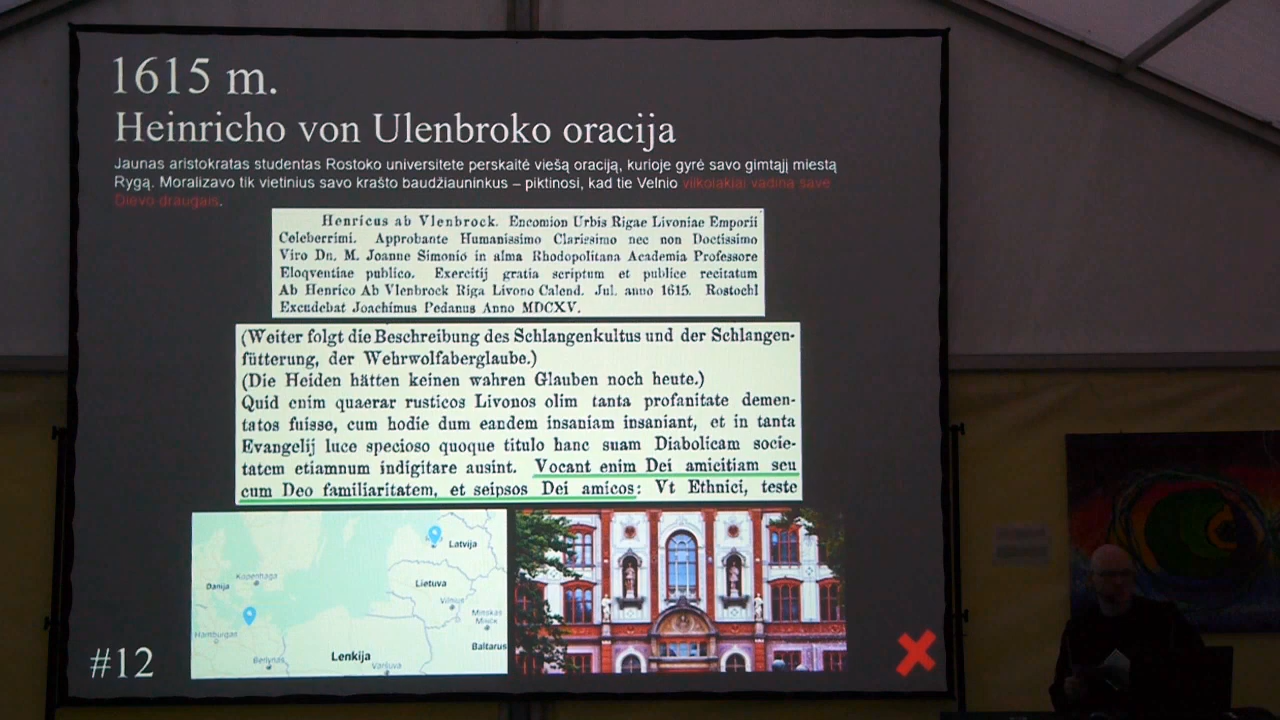 1615 m.
Heinricho von Ulenbroko oracija
Jaunas aristokratas studentas Rostoko universitete perskaitė viešą oraciją, kurioje gyrė savo gimtąjį miestą
Rygą. Moralizavo tik vietinius savo krašto baudžiauninkus – piktinosi, kad tie Velnio vilkolakiai vadina save
Dievo draugais.
Henricus ab Vlenbrock. Encomion Urbis Rigae Livoniae Emporii
Celeberrimi. Approbante Humanissimo Clarissimo nec non Doctissimo
Viro Dn. M. Joanne Simonio in alma Rhodopolitana Academia Professore
Eloqventiae publico. Exercitij gratia scriptum et publice recitatum
Ab Henrico Ab Vlenbrock Riga Livono Calend. Jul. anno 1615. Rostochl
Excudebat Joachimus Pedanus Anno MDCXV.
(Weiter folgt die Beschreibung des Schlangenkultus und der Schlangen-
fütterung, der Wehrwolfaberglaube.)
(Die Heiden hätten keinen wahren Glauben noch heute.)
Quid enim quaerar rusticos Livonos olim tanta profanitate demen-
tatos fuisse, cum hodie dum eandem insaniam insaniant, et in tanta
Evangelij luce specioso quoque titulo hanc suam Diabolicam socie-
tatem etiamnum indigitare ausint. Vocant enim Dei amicitiam seu
cum Deo familiaritatem, et seipsos Dei amicos: Vt Ethnici, teste
Latvija
Danija
Kopenhaga
Lietuva
Vilnius
Minskas
Мінск
Hamburgas
Baltarus
Berlynas
Lenkija
Varšuva
#12